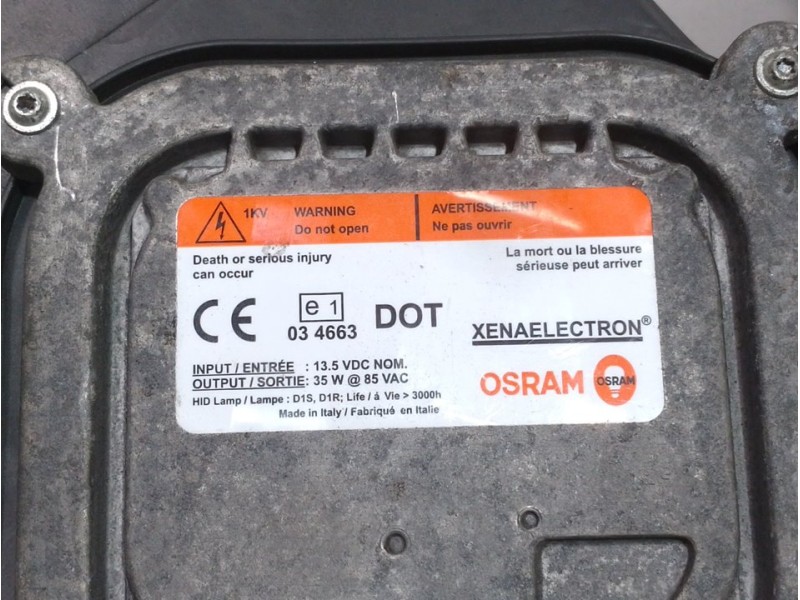 1KV WARNING
Do not open
AVERTISSEMENT
Ne pas ouvrir
Death or serious injury
can occur
La mort ou la blessure
sérieuse peut arriver
CE e 1
03 4663 DOT
XENAELECTRON®
INPUT / ENTRÉE : 13.5 VDC NOM.
OUTPUT / SORTIE: 35 W @ 85 VAC
HID Lamp / Lampe : D1S, D1R; Life / á Vie > 3000h
Made in Italy / Fabriqué en Italie
OSRAM OSRAM